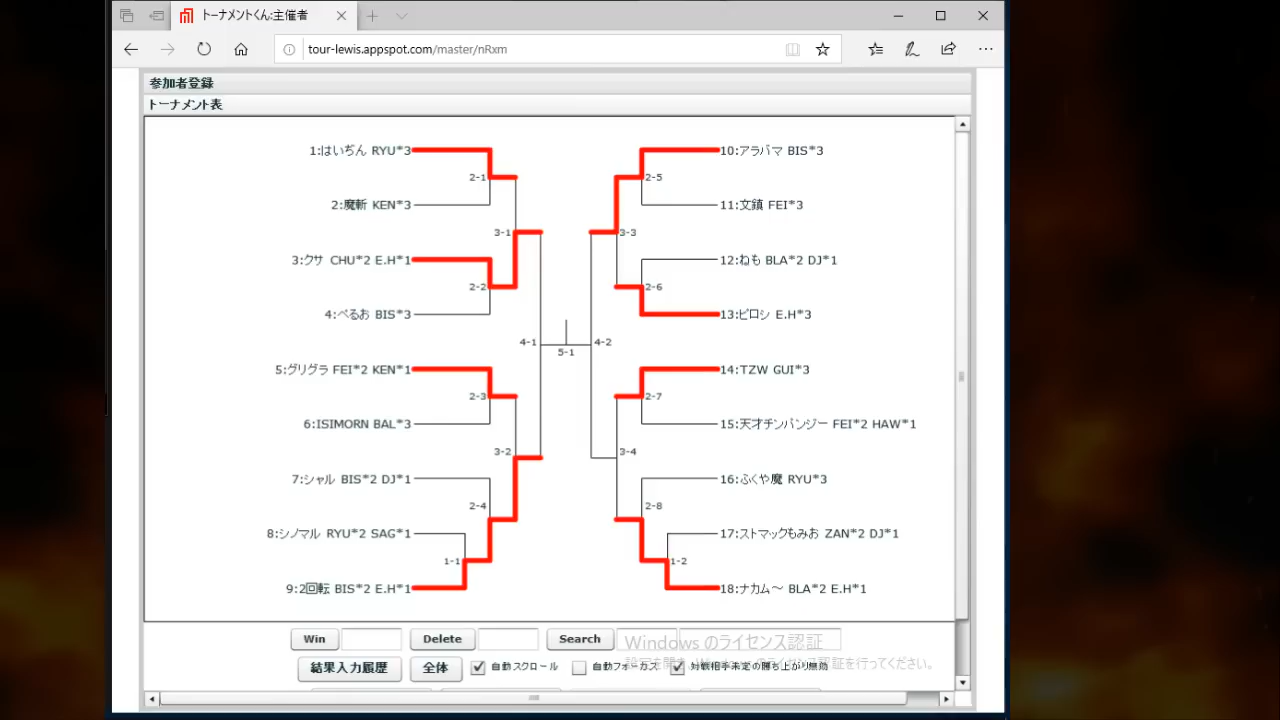 トーナメントくん:主催者
tour-lewis.appspot.com/master/nRxm
参加者登録
トーナメント表
1:はいぢん RYU*3
10:アラバマ BIS*3
2-1
2-5
2:魔斬 KEN*3
11:文鎮 FEI*3
3-1
3-3
3:クサ CHU*2 E.H*1
12:ねも BLA*2 DJ*1
2-2
2-6
4:べるお BIS*3
13:ピロシ E.H*3
4-1
4-2
5-1
5:グリグラ FEI*2 KEN*1
14:TZW GUI*3
2-3
2-7
6:ISIMORN BAL*3
15:天才チンパンジー FEI*2 HAW*1
3-2
3-4
7:シャル BIS*2 DJ*1
16:ふくや魔 RYU*3
2-4
2-8
8:シノマル RYU*2 SAG*1
17:ストマックもみお ZAN*2 DJ*1
1-1
1-2
9:2回転 BIS*2 E.H*1
18:ナカム～ BLA*2 E.H*1
Win
Delete
Search
Windows のライセンス認証
結果入力履歴
全体
自動スクロール
自動フォーカス
対戦相手未定の勝ち上がり無効
認証を行ってください。